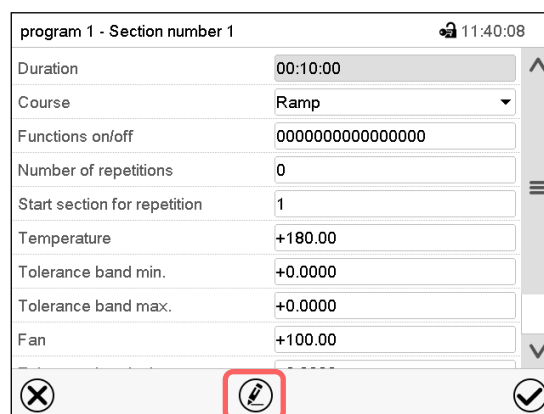 program 1 - Section number 1 11:40:08
Duration 00:10:00
Course Ramp
Functions on/off 0000000000000000
Number of repetitions 0
Start section for repetition 1
Temperature +180.00
Tolerance band min. +0.0000
Tolerance band max. +0.0000
Fan +100.00